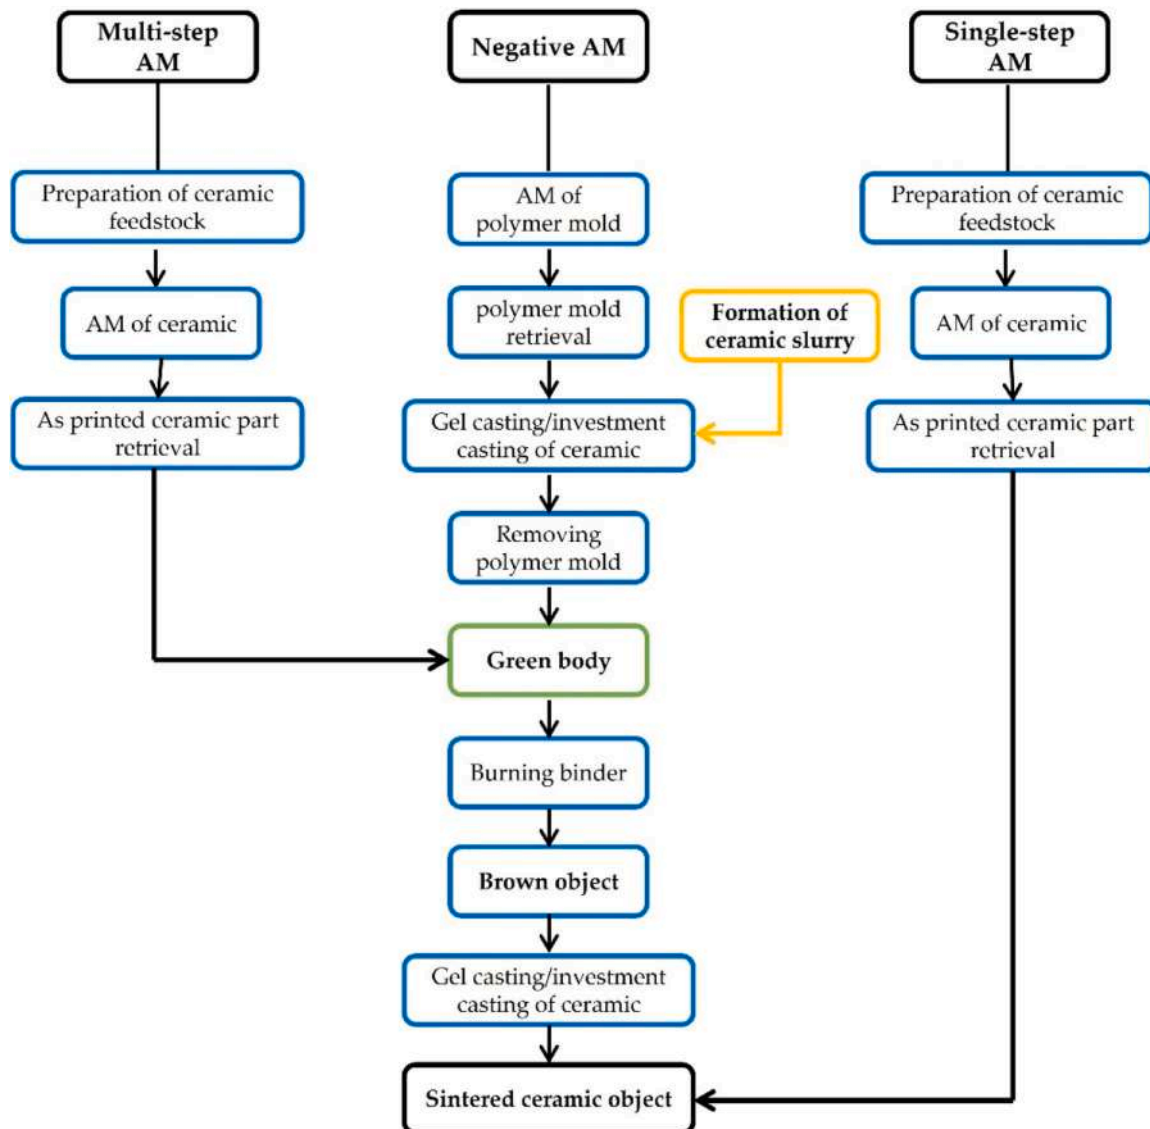 Multi-step
AM
Negative AM
Single-step
AM
Preparation of ceramic
feedstock
AM of
polymer mold
Preparation of ceramic
feedstock
AM of ceramic
polymer mold
retrieval
Formation of
ceramic slurry
AM of ceramic
As printed ceramic part
retrieval
Gel casting/investment
casting of ceramic
As printed ceramic part
retrieval
Removing
polymer mold
Green body
Burning binder
Brown object
Gel casting/investment
casting of ceramic
Sintered ceramic object